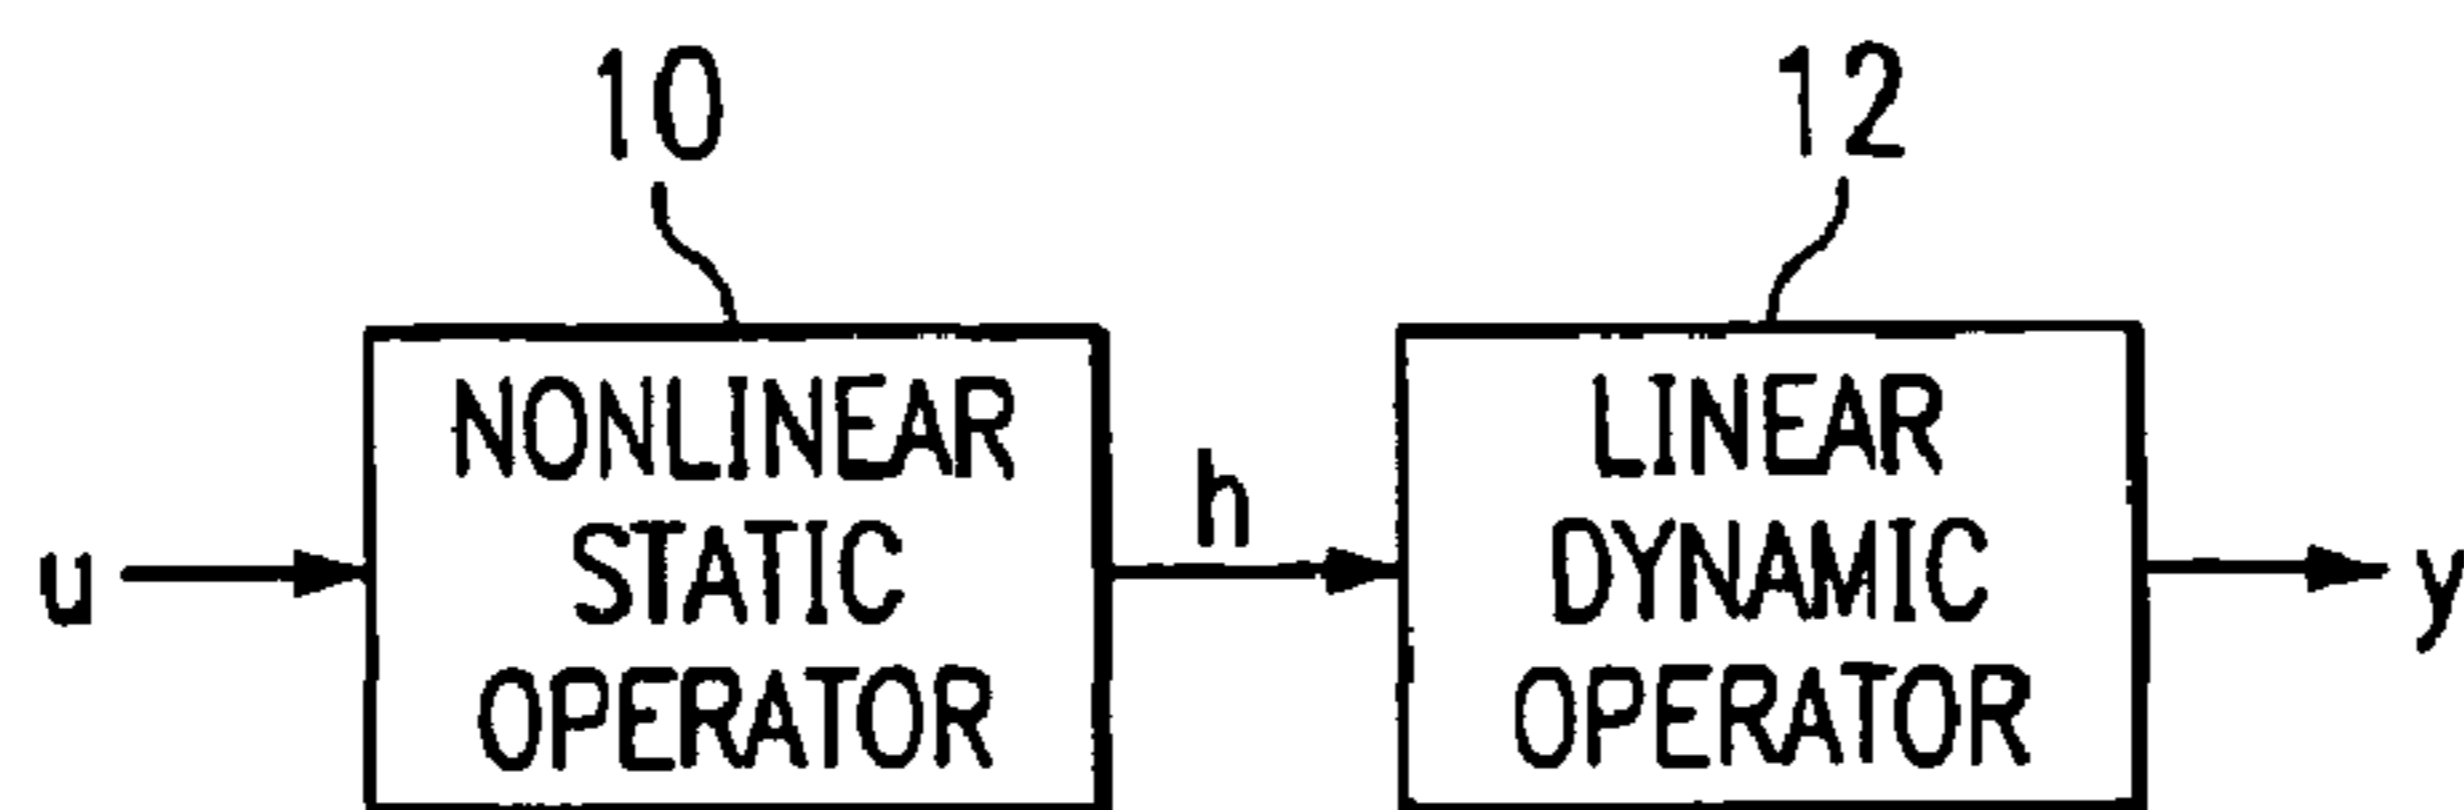 10
12
NONLINEAR
STATIC
OPERATOR
LINEAR
DYNAMIC
OPERATOR
u
h
y